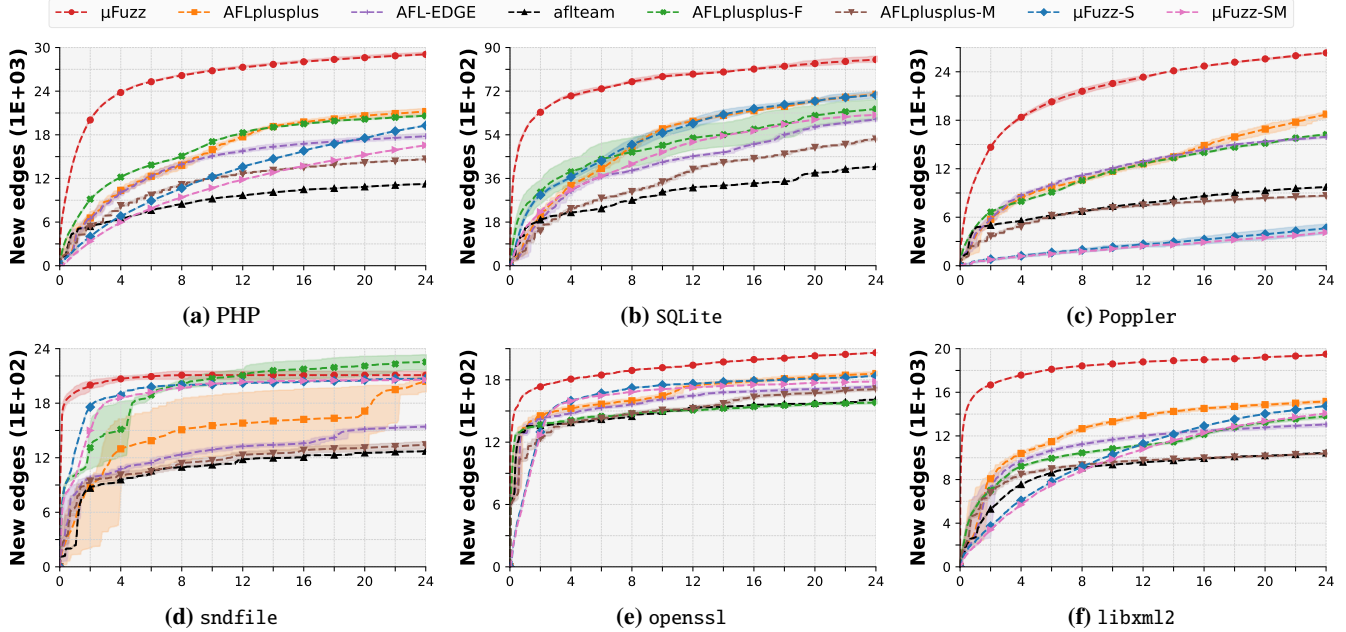 μFuzz AFLplusplus AFL-EDGE aflteam AFLplusplus-F AFLplusplus-M μFuzz-S μFuzz-SM
New edges (1E+03)
30
24
18
12
6
0
0 4 8 12 16 20 24
(a) PHP
New edges (1E+02)
90
72
54
36
18
0
0 4 8 12 16 20 24
(b) SQLite
New edges (1E+03)
24
18
12
6
0
0 4 8 12 16 20 24
(c) Poppler
New edges (1E+02)
24
18
12
6
0
0 4 8 12 16 20 24
(d) sndfile
New edges (1E+02)
18
12
6
0
0 4 8 12 16 20 24
(e) openssl
New edges (1E+03)
20
16
12
8
4
0
0 4 8 12 16 20 24
(f) libxml2